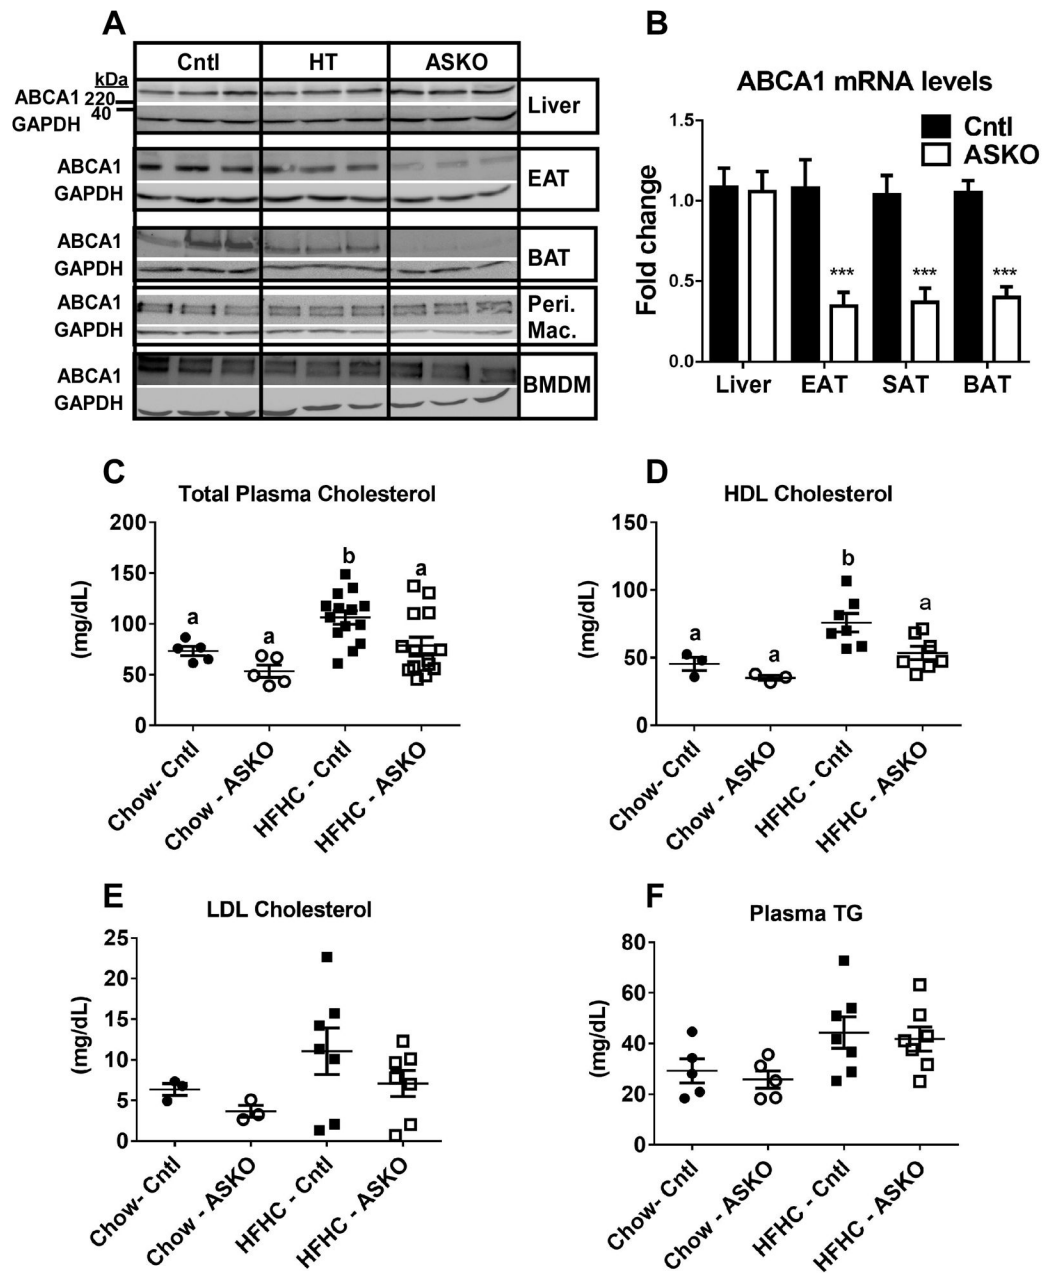 A
Cntl HT ASKO
kDa
ABCA1 220
40
GAPDH
Liver
ABCA1
GAPDH
EAT
ABCA1
GAPDH
BAT
ABCA1
GAPDH
Peri.
Mac.
ABCA1
GAPDH
BMDM
B
ABCA1 mRNA levels
Cntl
ASKO
Fold change
1.5
1.0
0.5
0.0
*** *** ***
Liver EAT SAT BAT
C
Total Plasma Cholesterol
(mg/dL)
200
150
100
50
0
a a b a
Chow- Cntl
Chow - ASKO
HFHC - Cntl
HFHC - ASKO
D
HDL Cholesterol
(mg/dL)
150
100
50
0
a a b a
Chow- Cntl
Chow - ASKO
HFHC - Cntl
HFHC - ASKO
E
LDL Cholesterol
(mg/dL)
25
20
15
10
5
0
Chow- Cntl
Chow - ASKO
HFHC - Cntl
HFHC - ASKO
F
Plasma TG
(mg/dL)
80
60
40
20
0
Chow- Cntl
Chow - ASKO
HFHC - Cntl
HFHC - ASKO